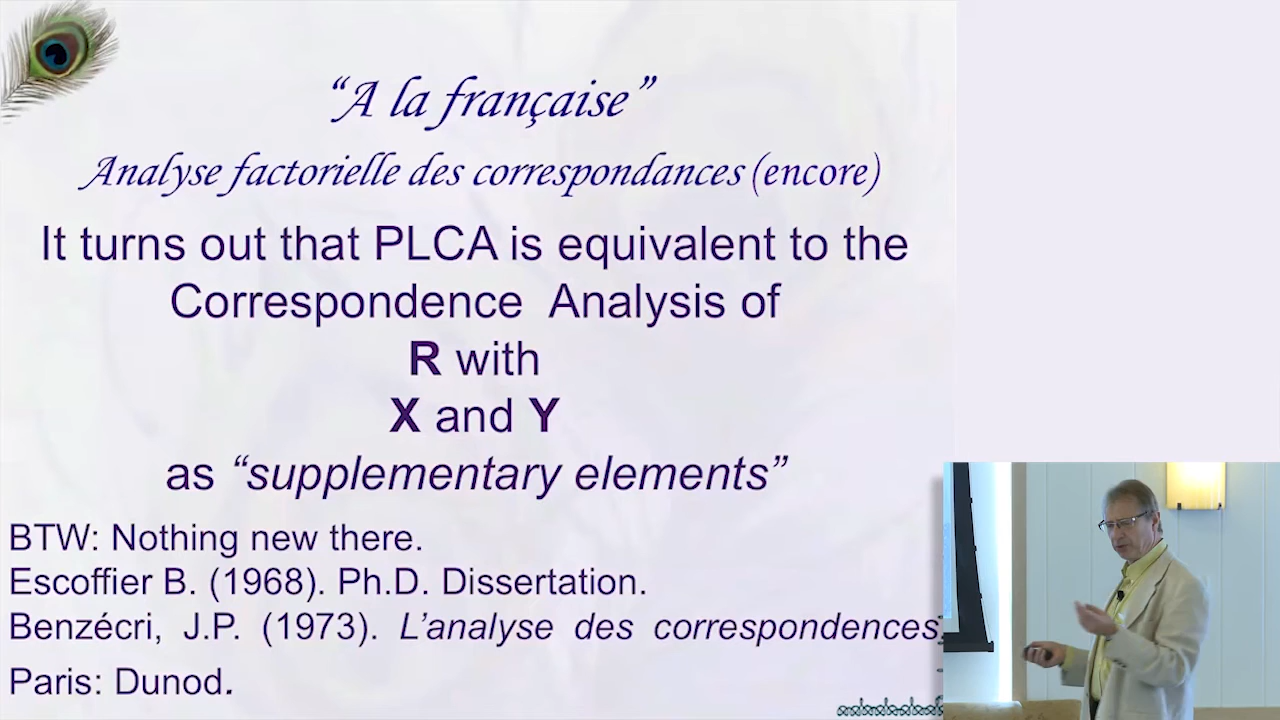 “A la française”
Analyse factorielle des correspondances (encore)
It turns out that PLCA is equivalent to the
Correspondence Analysis of
R with
X and Y
as “supplementary elements”
BTW: Nothing new there.
Escoffier B. (1968). Ph.D. Dissertation.
Benzécri, J.P. (1973). L’analyse des correspondences,
Paris: Dunod.